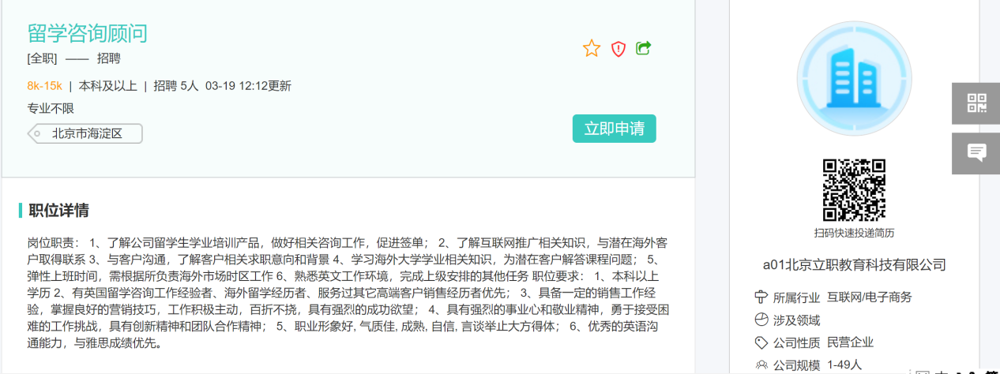 留学咨询顾问
[全职] —— 招聘
8k-15k | 本科及以上 | 招聘 5人 03-19 12:12更新
专业不限
北京市海淀区
立即申请
职位详情
岗位职责： 1、了解公司留学生学业培训产品，做好相关咨询工作，促进签单； 2、了解互联网推广相关知识，与潜在海外客
户取得联系 3、与客户沟通，了解客户相关求职意向和背景 4、学习海外大学学业相关知识，为潜在客户解答课程问题； 5、
弹性上班时间，需根据所负责海外市场时区工作 6、熟悉英文工作环境，完成上级安排的其他任务 职位要求： 1、本科以上
学历 2、有英国留学咨询工作经验者、海外留学经历者、服务过其它高端客户销售经历者优先； 3、具备一定的销售工作经
验，掌握良好的营销技巧，工作积极主动，百折不挠，具有强烈的成功欲望； 4、具有强烈的事业心和敬业精神，勇于接受困
难的工作挑战，具有创新精神和团队合作精神； 5、职业形象好, 气质佳, 成熟, 自信, 言谈举止大方得体； 6、优秀的英语沟
通能力，与雅思成绩优先。
扫码快速投递简历
a01北京立职教育科技有限公司
所属行业 互联网/电子商务
涉及领域
公司性质 民营企业
公司规模 1-49人